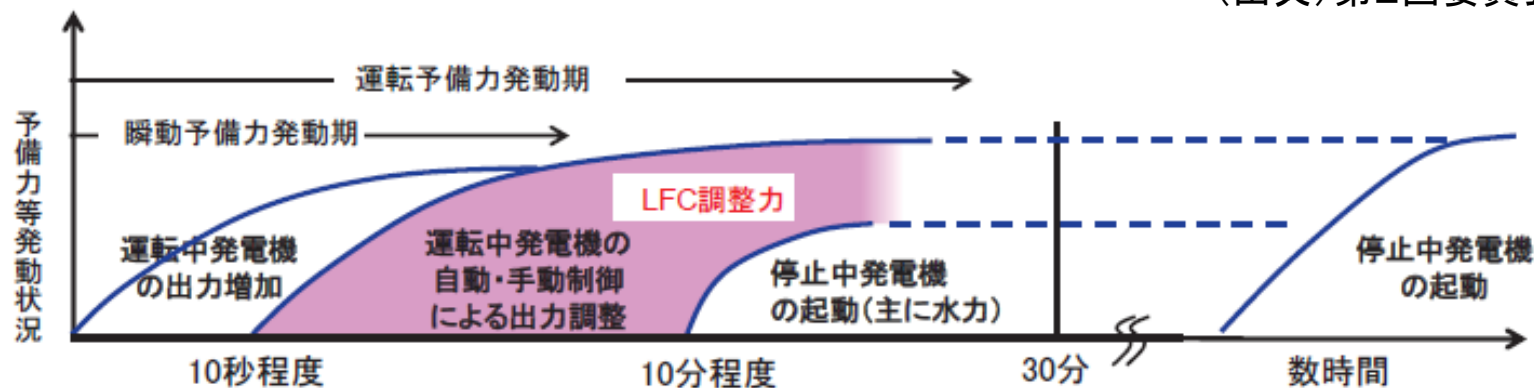 運転予備力発動期
瞬動予備力発動期
予備力等発動状況
LFC調整力
運転中発電機
の出力増加
運転中発電機の
自動・手動制御
による出力調整
停止中発電機
の起動(主に水力)
停止中発電機
の起動
10秒程度
10分程度
30分
数時間